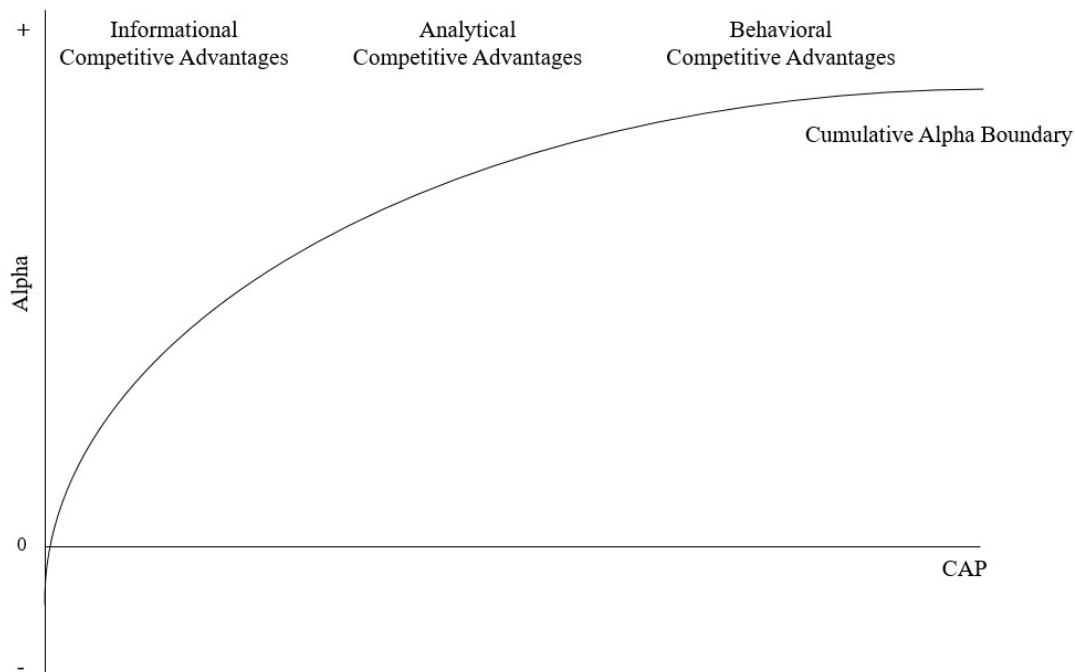 +
Informational
Competitive Advantages
Analytical
Competitive Advantages
Behavioral
Competitive Advantages
Cumulative Alpha Boundary
Alpha
0
CAP
-